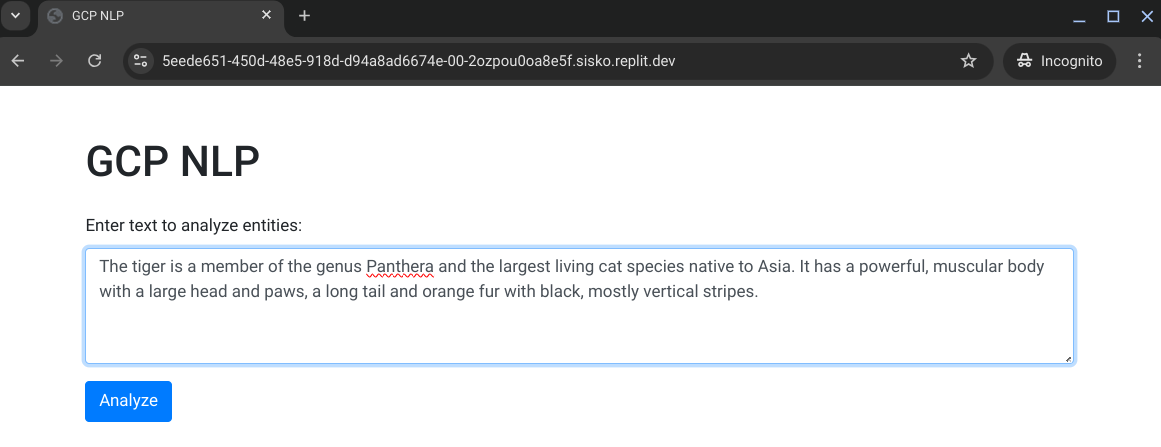 GCP NLP
5eede651-450d-48e5-918d-d94a8ad6674e-00-2ozpou0oa8e5f.sisko.replit.dev
Incognito
GCP NLP
Enter text to analyze entities:
The tiger is a member of the genus Panthera and the largest living cat species native to Asia. It has a powerful, muscular body
with a large head and paws, a long tail and orange fur with black, mostly vertical stripes.
Analyze